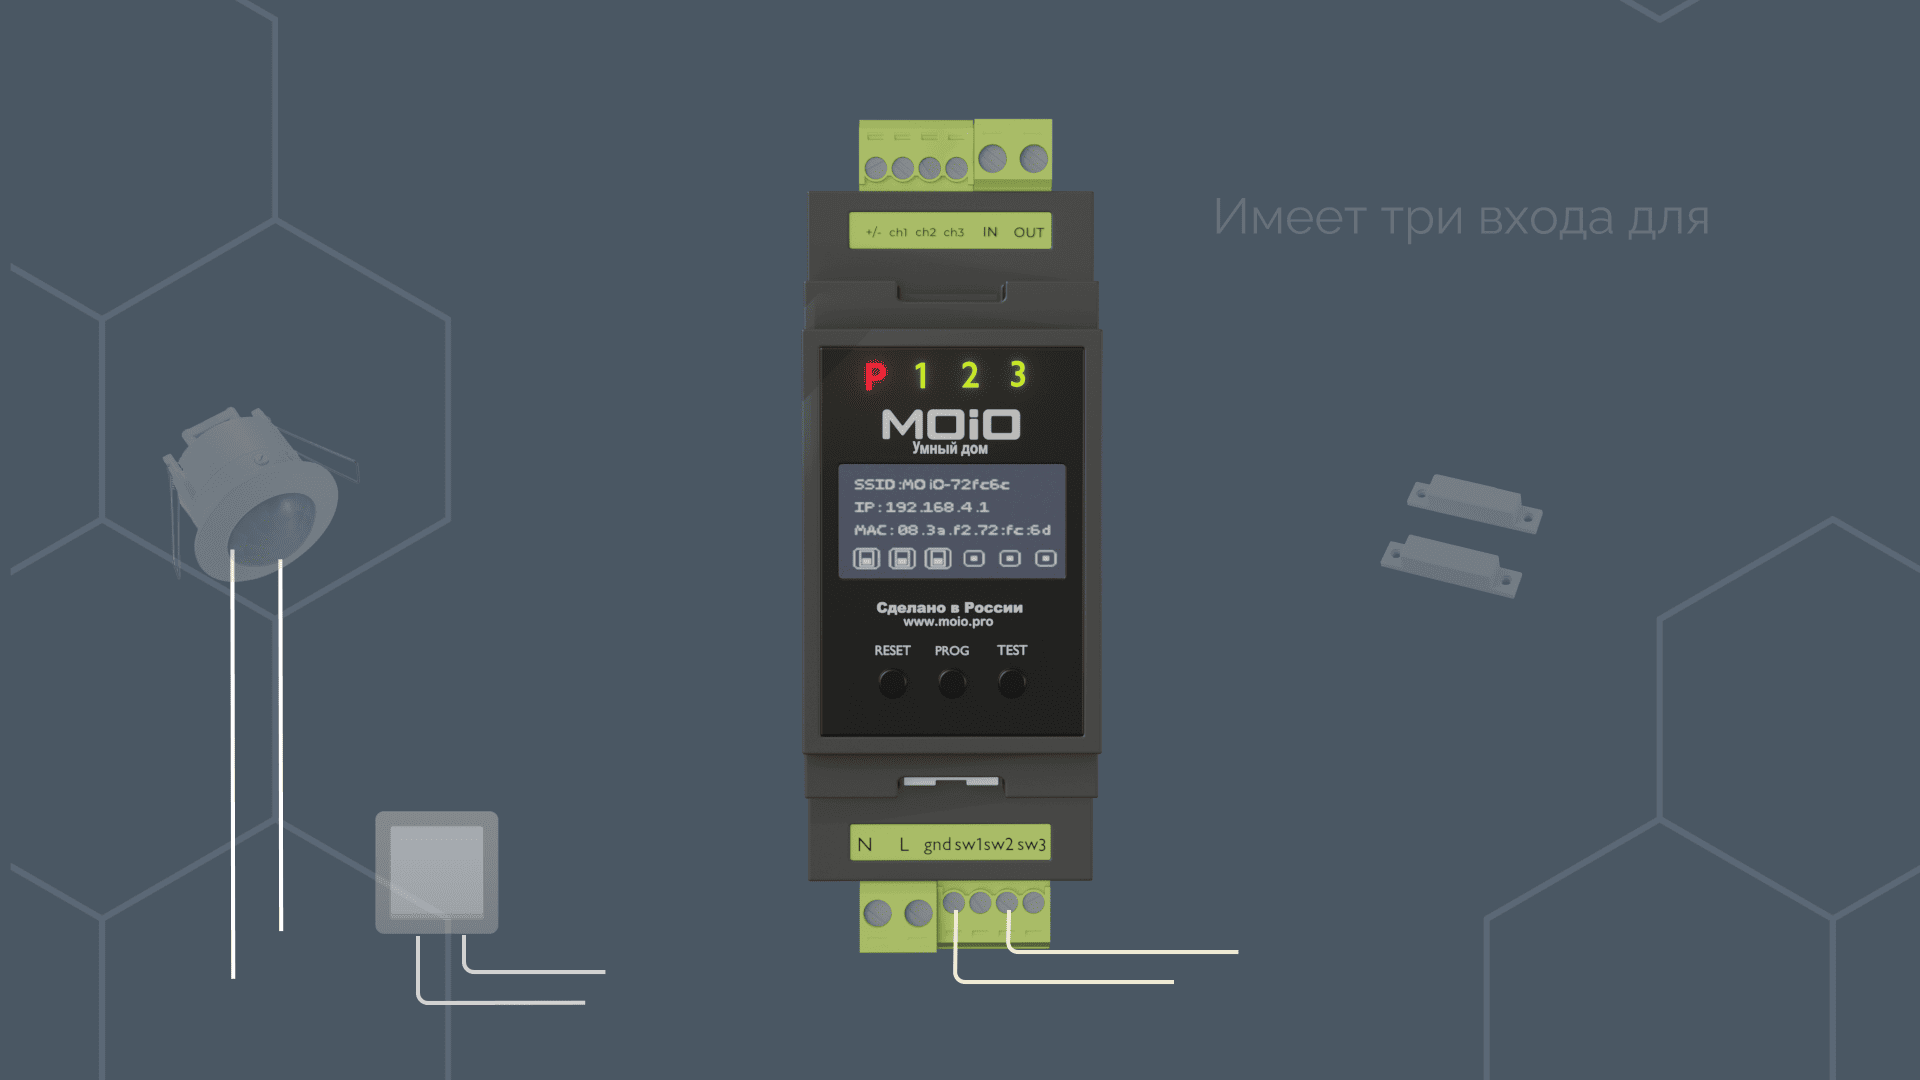 Имеет три входа для
+/- ch1 ch2 ch3 IN OUT
P 1 2 3
MOiO
Умный дом
SSID:MOiO-72fc6c
IP:192.168.4.1
MAC:08.3a.f2.72:fc:6d
Сделано в России
www.moio.pro
RESET PROG TEST
N L gnd sw1 sw2 sw3